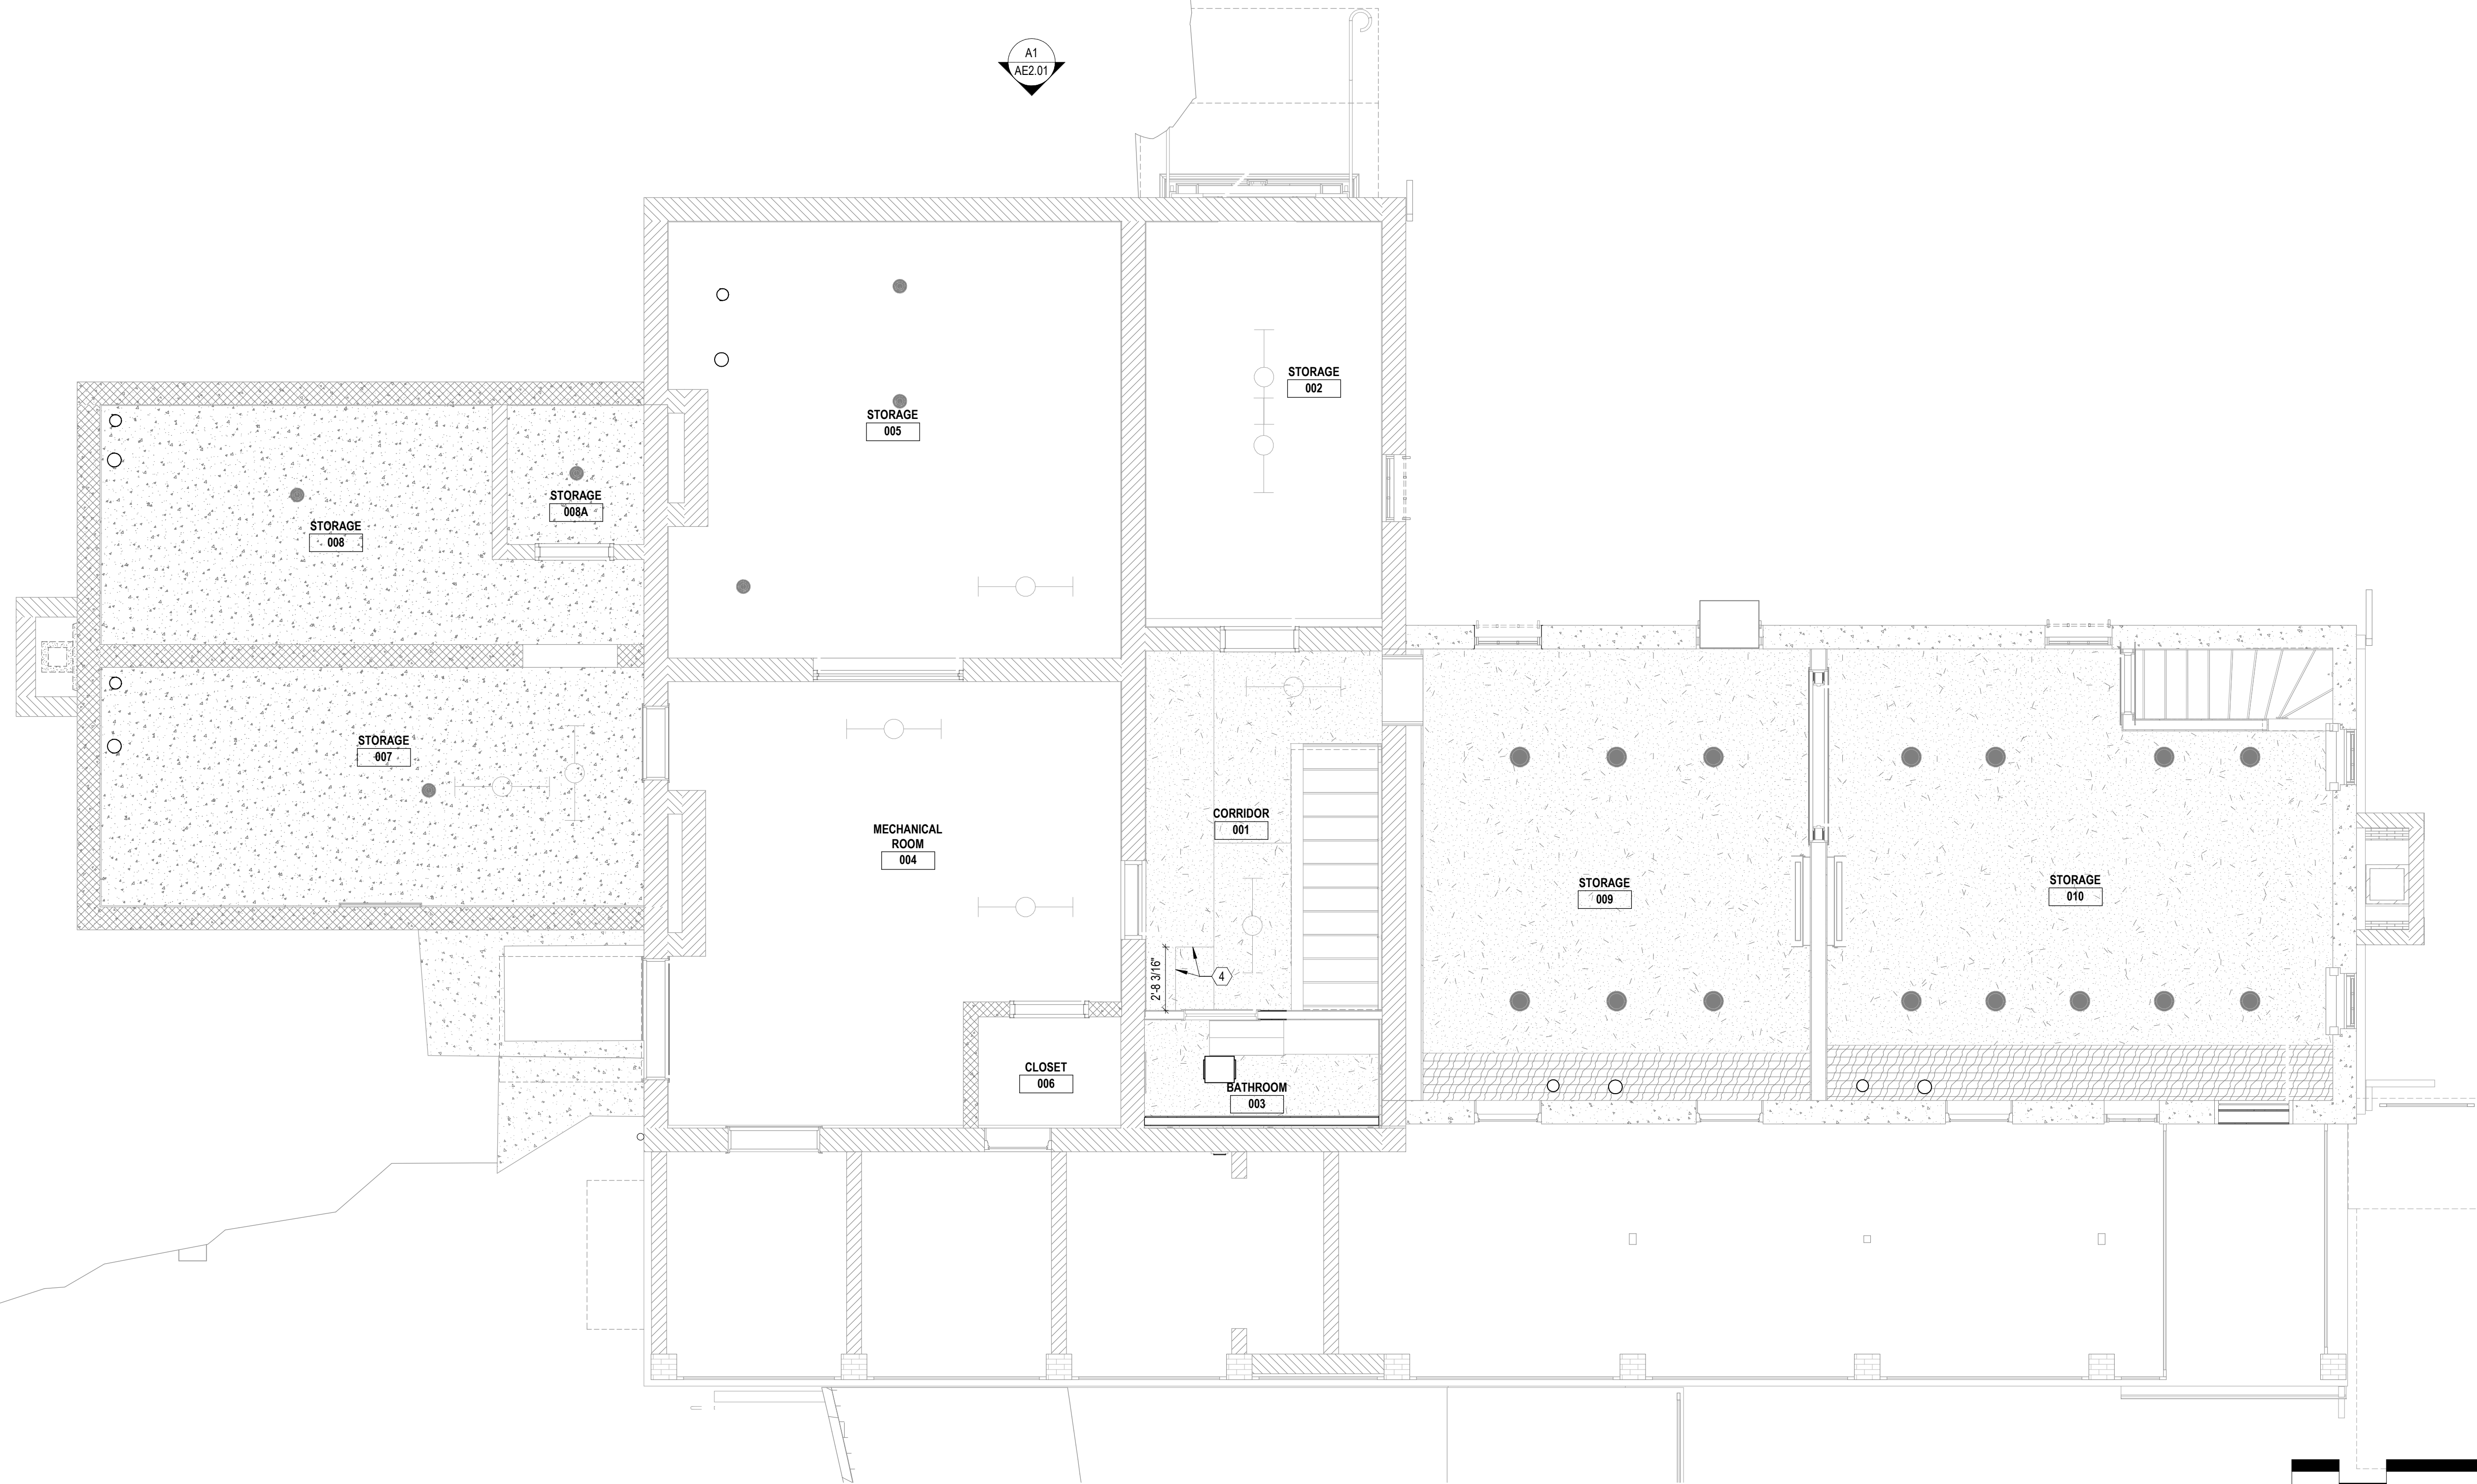 A1
AE2.01
STORAGE
002
STORAGE
005
STORAGE
008A
STORAGE
008
STORAGE
007
MECHANICAL
ROOM
004
CORRIDOR
001
STORAGE
009
STORAGE
010
2'-8 3/16"
4
CLOSET
006
BATHROOM
003